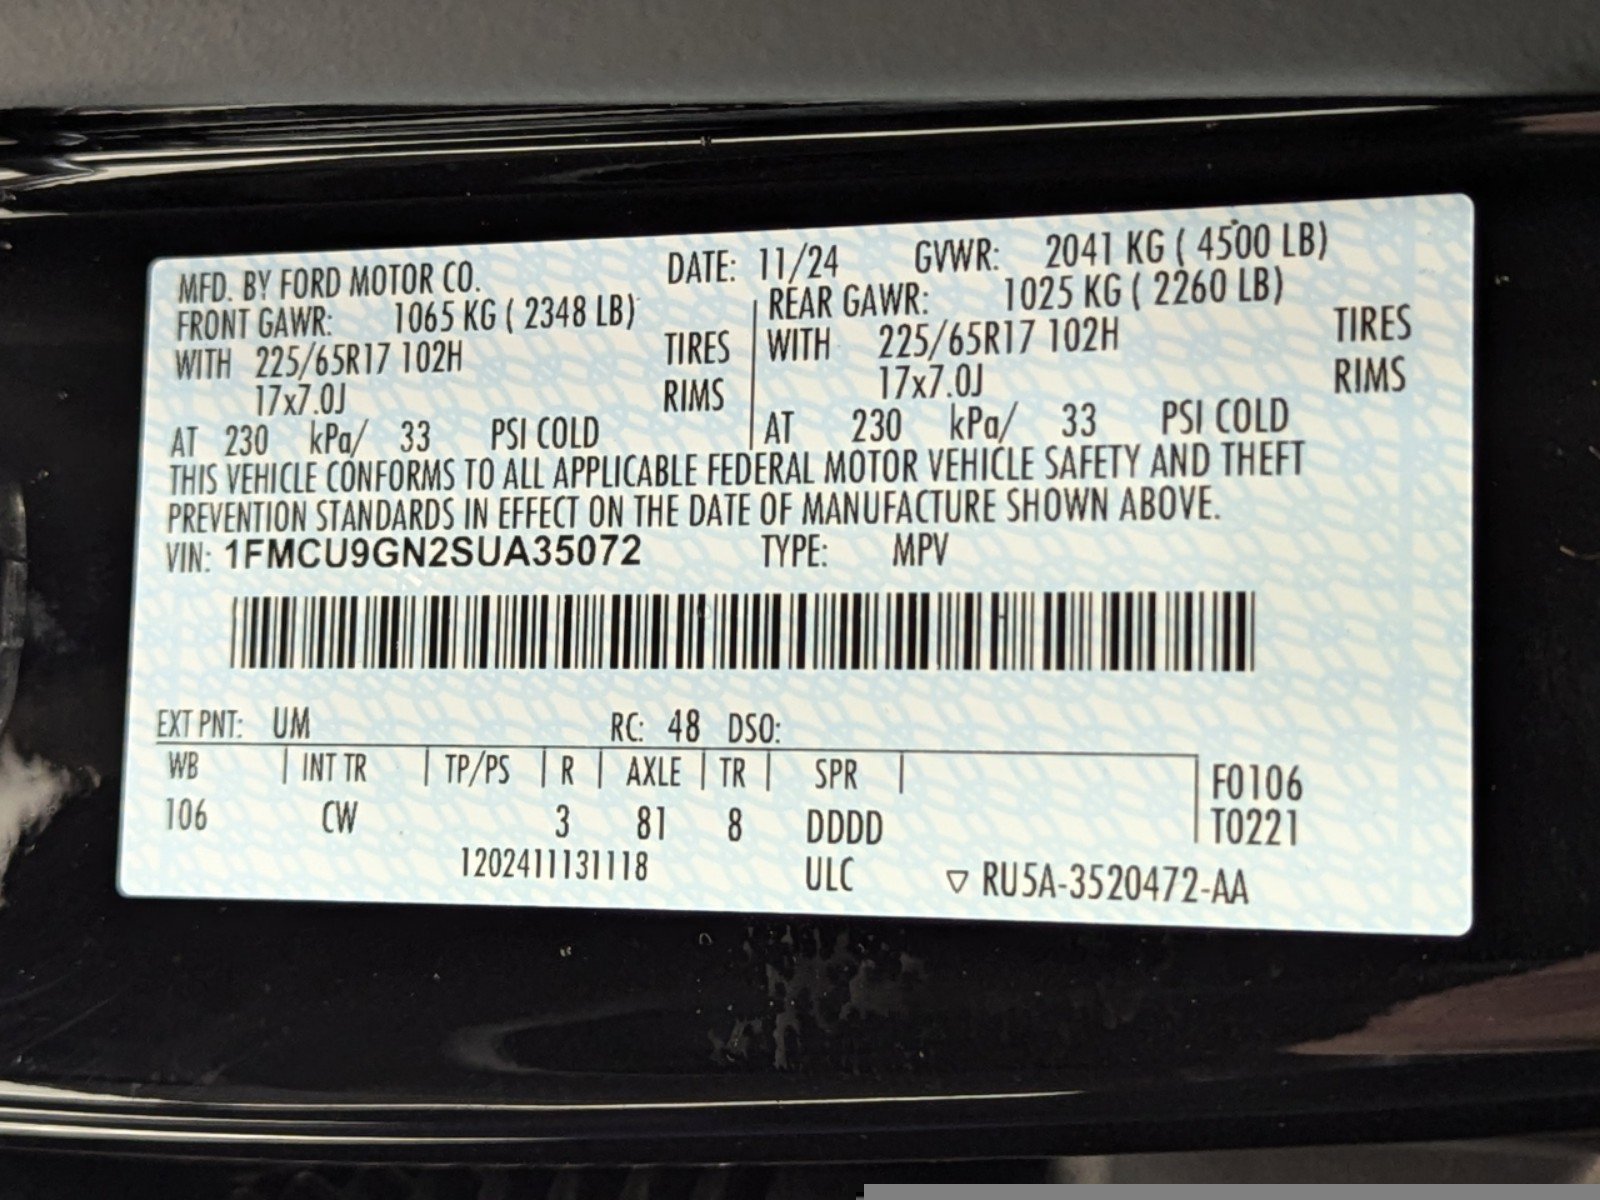 MFD. BY FORD MOTOR CO. DATE: 11/24 GVWR: 2041 KG ( 4500 LB)
FRONT GAWR: 1065 KG ( 2348 LB) REAR GAWR: 1025 KG ( 2260 LB)
WITH 225/65R17 102H TIRES WITH 225/65R17 102H TIRES
17x7.0J RIMS 17x7.0J RIMS
AT 230 kPa/ 33 PSI COLD AT 230 kPa/ 33 PSI COLD
THIS VEHICLE CONFORMS TO ALL APPLICABLE FEDERAL MOTOR VEHICLE SAFETY AND THEFT
PREVENTION STANDARDS IN EFFECT ON THE DATE OF MANUFACTURE SHOWN ABOVE.
VIN: 1FMCU9GN2SUA35072 TYPE: MPV
EXT PNT: UM RC: 48 DSO:
WB INT TR TP/PS R AXLE TR SPR F0106
106 CW 3 81 8 DDDD T0221
1202411131118 ULC ▽ RU5A-3520472-AA